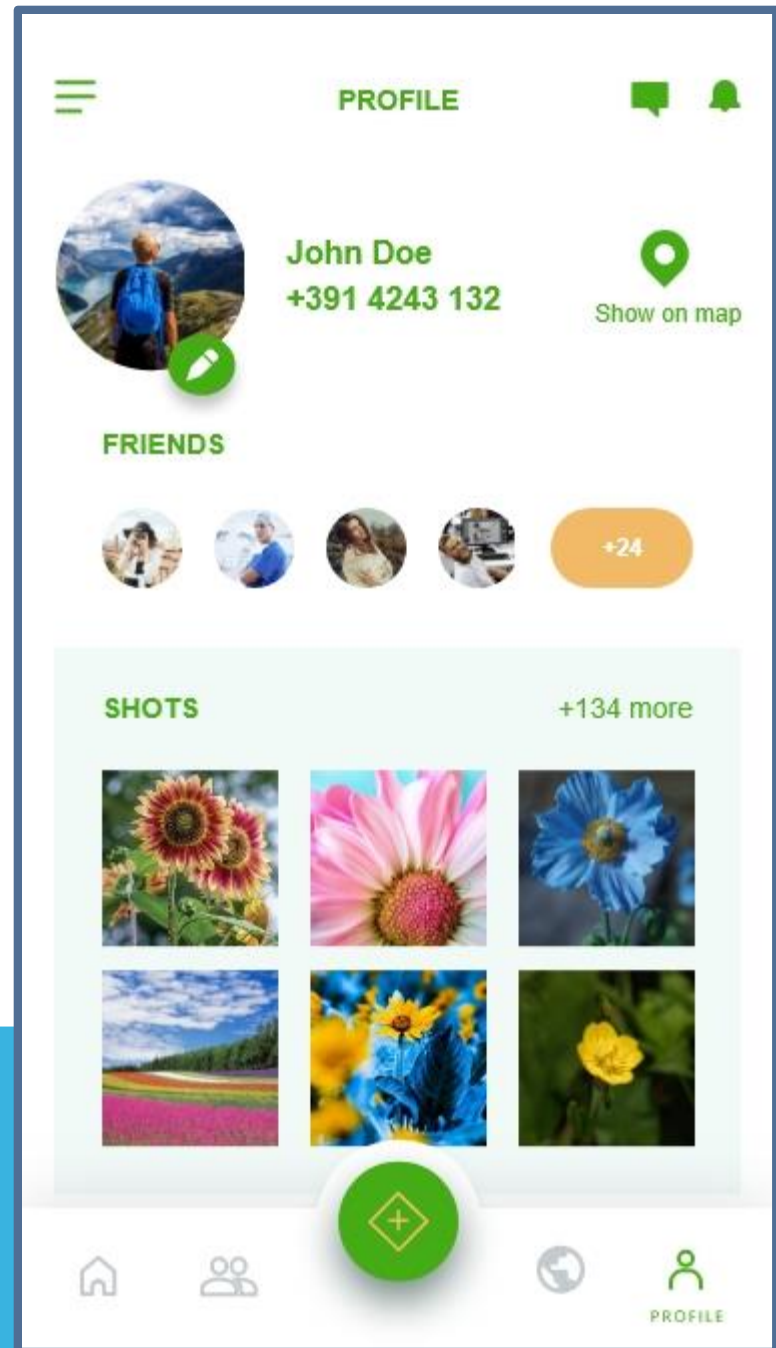 PROFILE
John Doe
+391 4243 132
Show on map
FRIENDS
+24
SHOTS
+134 more
PROFILE